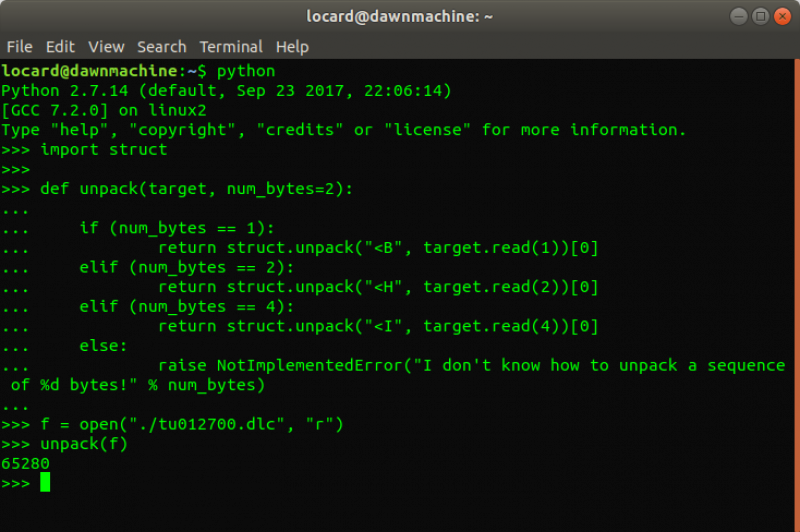 locard@dawnmachine: ~
File Edit View Search Terminal Help
locard@dawnmachine:~$ python
Python 2.7.14 (default, Sep 23 2017, 22:06:14)
[GCC 7.2.0] on linux2
Type "help", "copyright", "credits" or "license" for more information.
>>> import struct
>>>
>>> def unpack(target, num_bytes=2):
...
...     if (num_bytes == 1):
...             return struct.unpack("<B", target.read(1))[0]
...     elif (num_bytes == 2):
...             return struct.unpack("<H", target.read(2))[0]
...     elif (num_bytes == 4):
...             return struct.unpack("<I", target.read(4))[0]
...     else:
...             raise NotImplementedError("I don't know how to unpack a sequence
 of %d bytes!" % num_bytes)
...
>>> f = open("./tu012700.dlc", "r")
>>> unpack(f)
65280
>>>